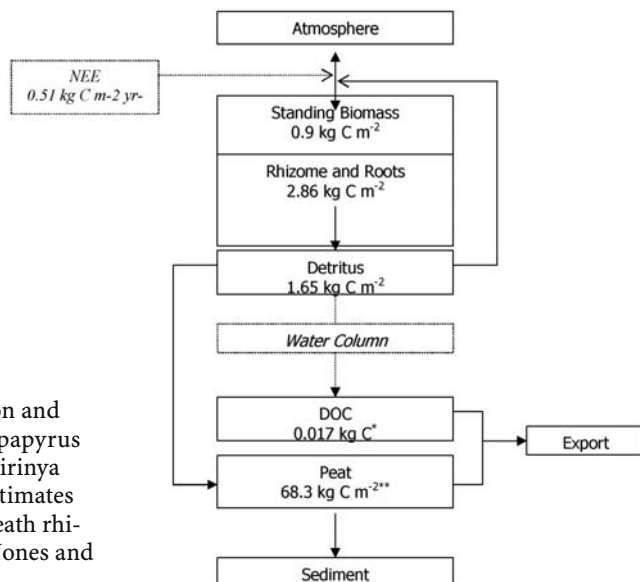 Atmosphere
NEE
0.51 kg C m-2 yr-
Standing Biomass
0.9 kg C m⁻²
Rhizome and Roots
2.86 kg C m⁻²
Detritus
1.65 kg C m⁻²
Water Column
DOC
0.017 kg C*
Peat
68.3 kg C m⁻²**
Export
Sediment
on and
papyrus
irinya
timates
eath rhi-
Jones and